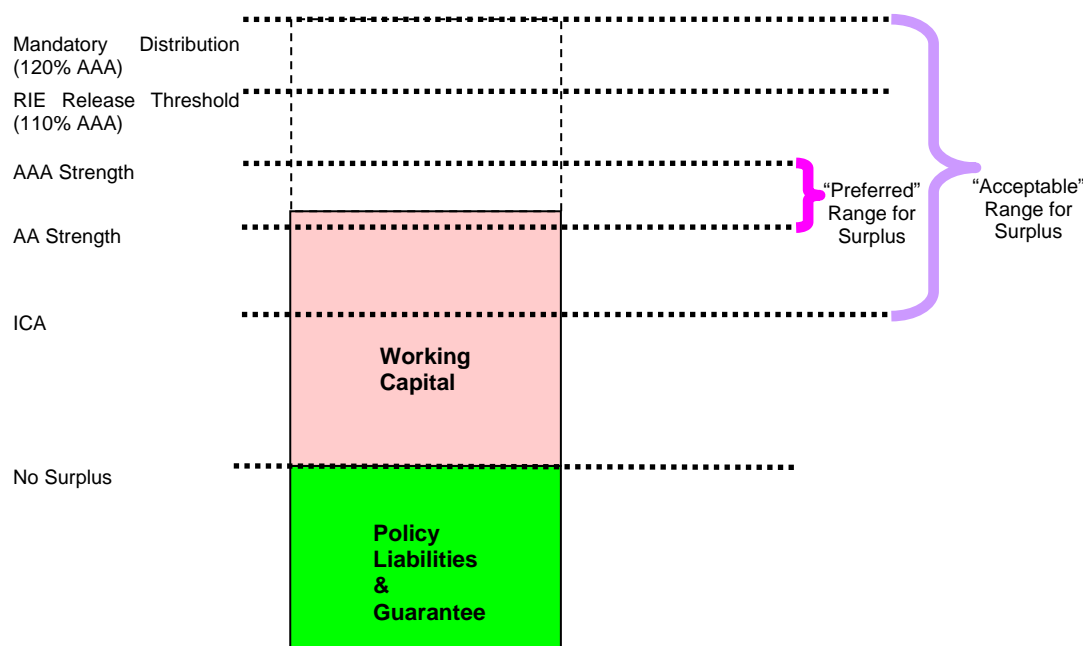 Mandatory Distribution
(120% AAA)
RIE Release Threshold
(110% AAA)
AAA Strength
AA Strength
ICA
No Surplus
Working
Capital
Policy
Liabilities
&
Guarantee
“Preferred”
Range for
Surplus
“Acceptable”
Range for
Surplus